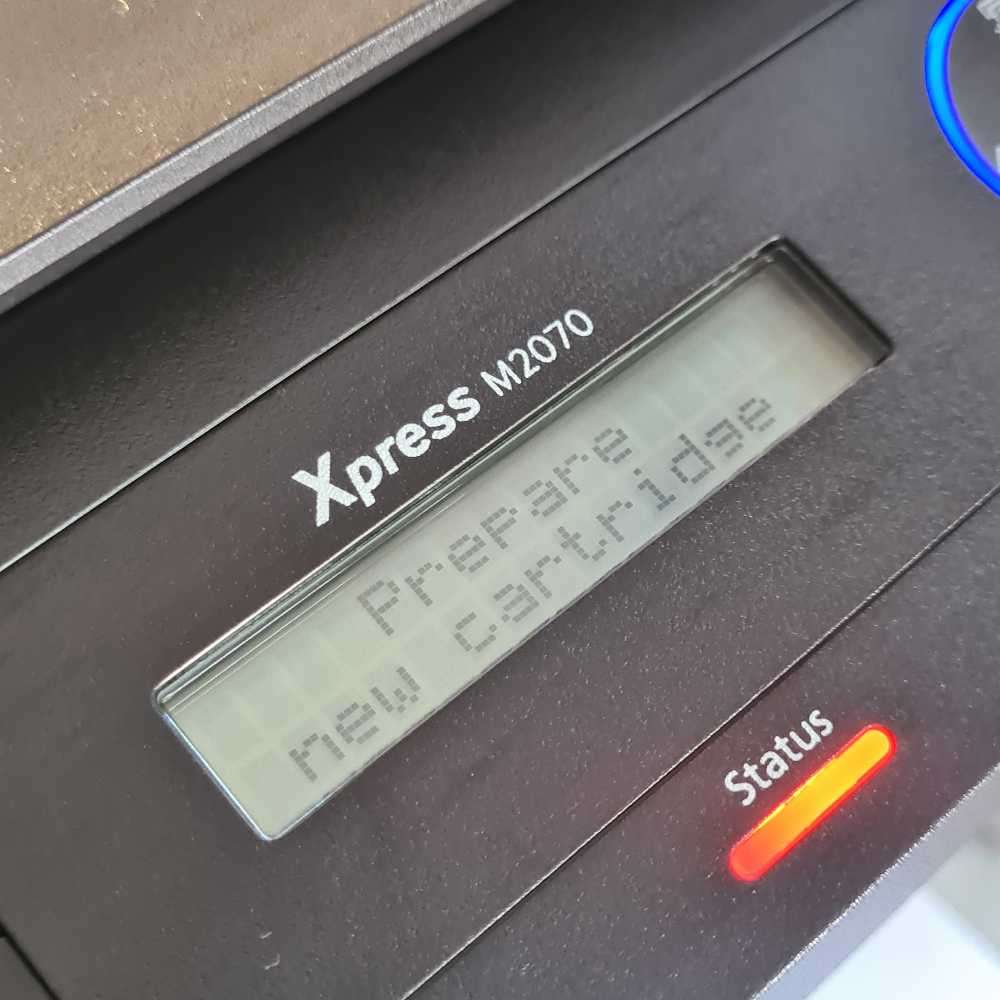 Xpress M2070
Prepare
new cartridge
Status